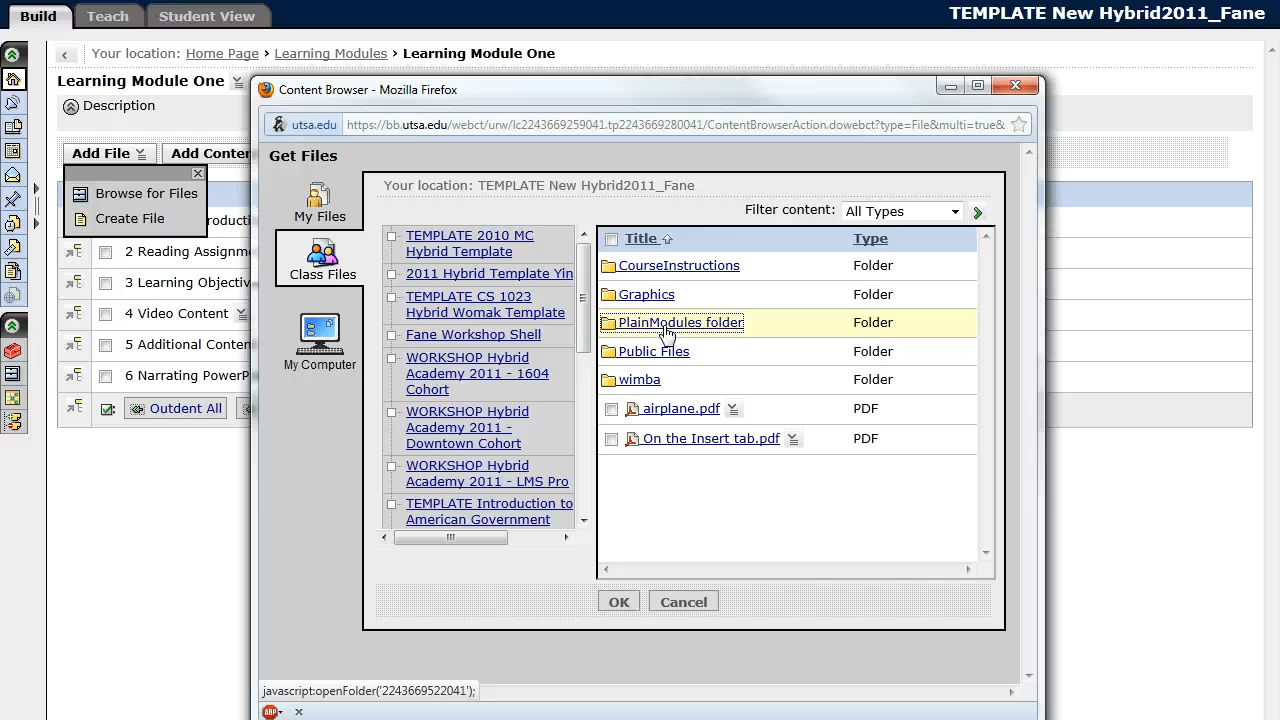 Build
Teach
Student View
TEMPLATE New Hybrid2011_Fane
Your location: Home Page › Learning Modules › Learning Module One
Learning Module One
Description
Add File
Add Conten
Browse for Files
Create File
oducti
2 Reading Assignm
3 Learning Objectiv
4 Video Content
5 Additional Conten
6 Narrating PowerP
Outdent All
Content Browser - Mozilla Firefox
utsa.edu
https://bb.utsa.edu/webct/urw/lc2243669259041.tp2243669280041/ContentBrowserAction.dowebct?type=File&multi=true&
Get Files
My Files
Class Files
My Computer
Your location: TEMPLATE New Hybrid2011_Fane
Filter content: All Types
TEMPLATE 2010 MC
Hybrid Template
2011 Hybrid Template Yin
TEMPLATE CS 1023
Hybrid Womak Template
Fane Workshop Shell
WORKSHOP Hybrid
Academy 2011 - 1604
Cohort
WORKSHOP Hybrid
Academy 2011 -
Downtown Cohort
WORKSHOP Hybrid
Academy 2011 - LMS Pro
TEMPLATE Introduction to
American Government
Title Type
CourseInstructions Folder
Graphics Folder
PlainModules folder Folder
Public Files Folder
wimba Folder
airplane.pdf PDF
On the Insert tab.pdf PDF
OK
Cancel
javascript:openFolder('2243669522041');
ABP